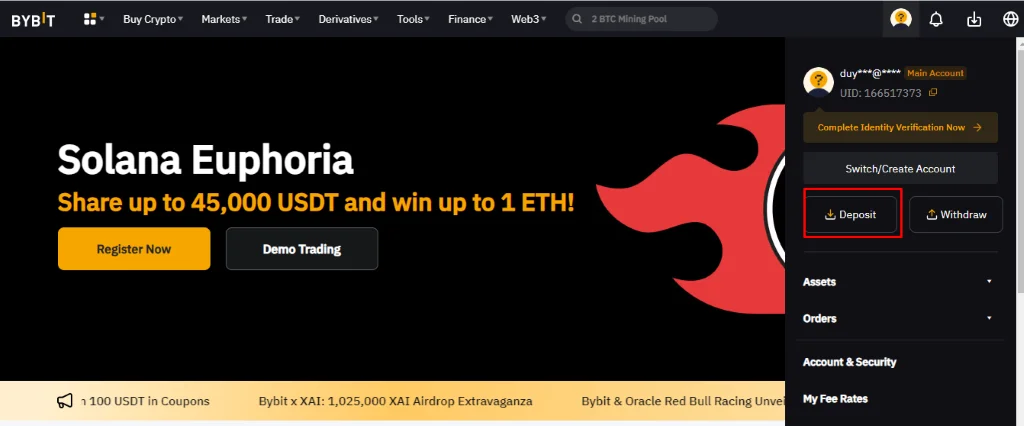 BYBIT
Buy Crypto
Markets
Trade
Derivatives
Tools
Finance
Web3
2 BTC Mining Pool
duy***@**** Main Account
UID: 166517373
Complete Identity Verification Now
Switch/Create Account
Deposit
Withdraw
Assets
Orders
Account & Security
My Fee Rates
Solana Euphoria
Share up to 45,000 USDT and win up to 1 ETH!
Register Now
Demo Trading
100 USDT in Coupons
Bybit x XAI: 1,025,000 XAI Airdrop Extravaganza
Bybit & Oracle Red Bull Racing Unvei